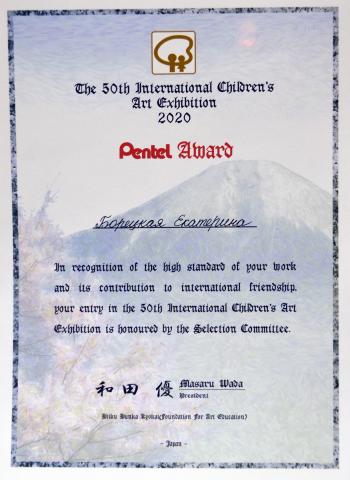 The 50th International Children's
Art Exhibition
2020
Pentel Award
Борецкая Екатерина
In recognition of the high standard of your work
and its contribution to international friendship,
your entry in the 50th International Children's Art
Exhibition is honoured by the Selection Committee.
和田 優 Masaru Wada
President
Biiku Bunka Kyokai(Foundation For Art Education)
- Japan -